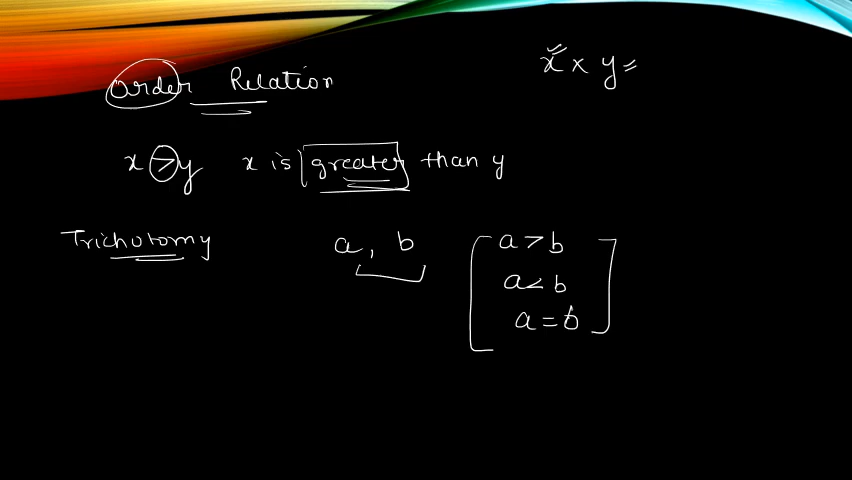 Order Relation
x x y =
x > y x is greater than y
Trichotomy a, b
a > b
a < b
a = b